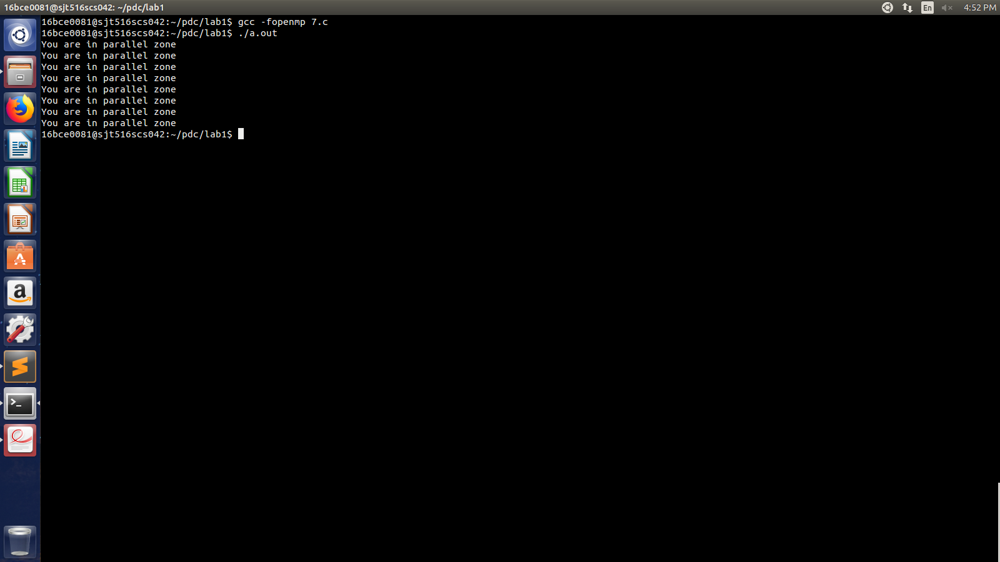 16bce0081@sjt516scs042: ~/pdc/lab1
En
4:52 PM
16bce0081@sjt516scs042:~/pdc/lab1$ gcc -fopenmp 7.c
16bce0081@sjt516scs042:~/pdc/lab1$ ./a.out
You are in parallel zone
You are in parallel zone
You are in parallel zone
You are in parallel zone
You are in parallel zone
You are in parallel zone
You are in parallel zone
You are in parallel zone
16bce0081@sjt516scs042:~/pdc/lab1$